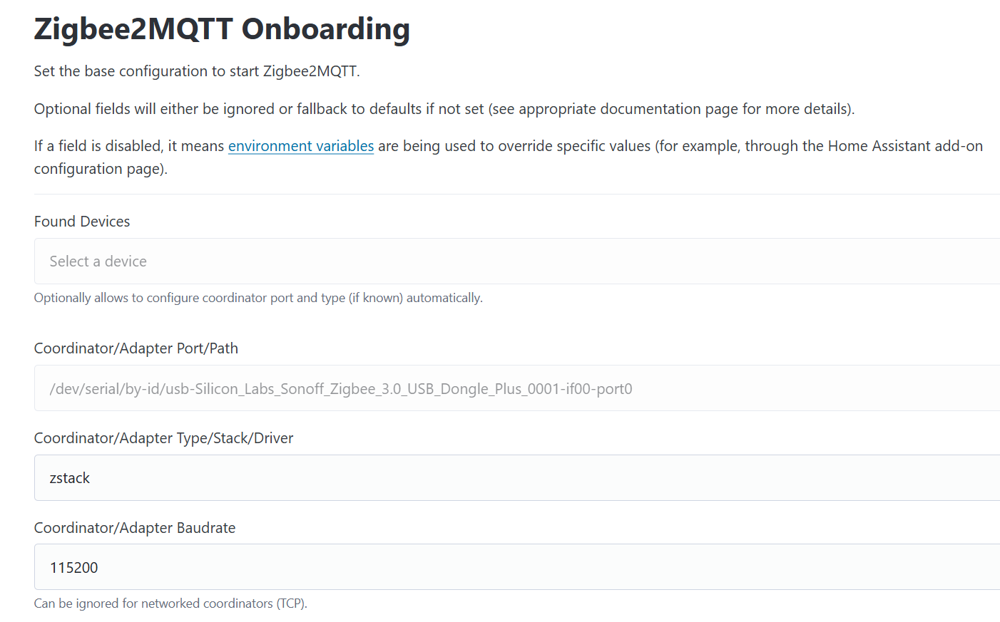 Zigbee2MQTT Onboarding
Set the base configuration to start Zigbee2MQTT.
Optional fields will either be ignored or fallback to defaults if not set (see appropriate documentation page for more details).
If a field is disabled, it means environment variables are being used to override specific values (for example, through the Home Assistant add-on
configuration page).
Found Devices
Select a device
Optionally allows to configure coordinator port and type (if known) automatically.
Coordinator/Adapter Port/Path
/dev/serial/by-id/usb-Silicon_Labs_Sonoff_Zigbee_3.0_USB_Dongle_Plus_0001-if00-port0
Coordinator/Adapter Type/Stack/Driver
zstack
Coordinator/Adapter Baudrate
115200
Can be ignored for networked coordinators (TCP).